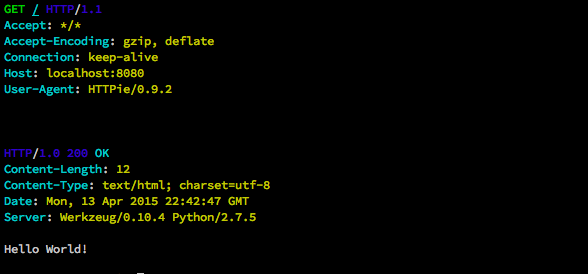 GET / HTTP/1.1
Accept: */*
Accept-Encoding: gzip, deflate
Connection: keep-alive
Host: localhost:8080
User-Agent: HTTPie/0.9.2
HTTP/1.0 200 OK
Content-Length: 12
Content-Type: text/html; charset=utf-8
Date: Mon, 13 Apr 2015 22:42:47 GMT
Server: Werkzeug/0.10.4 Python/2.7.5
Hello World!